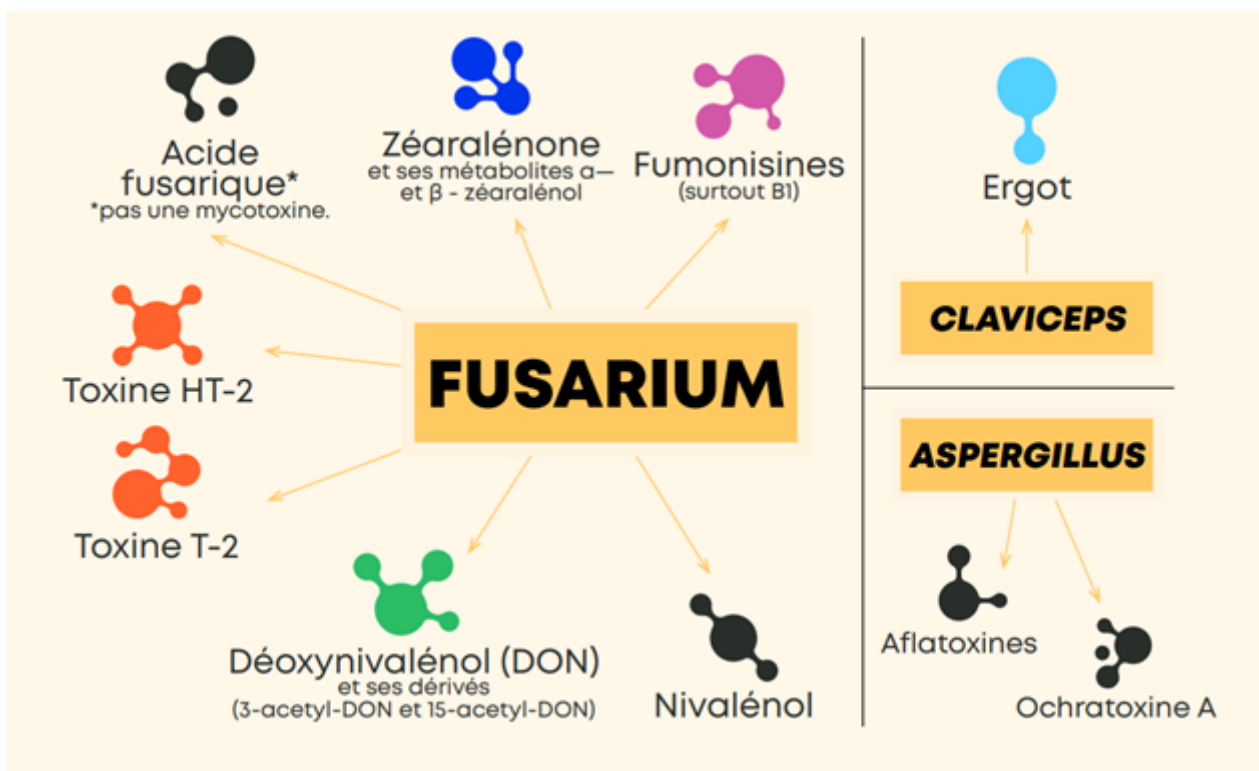 Acide
fusarique*
*pas une mycotoxine.
Zéaralénone
et ses métabolites a—
et β - zéaralénol
Fumonisines
(surtout B1)
Toxine HT-2
FUSARIUM
Toxine T-2
Déoxynivalénol (DON)
et ses dérivés
(3-acetyl-DON et 15-acetyl-DON)
Nivalénol
Ergot
CLAVICEPS
ASPERGILLUS
Aflatoxines
Ochratoxine A